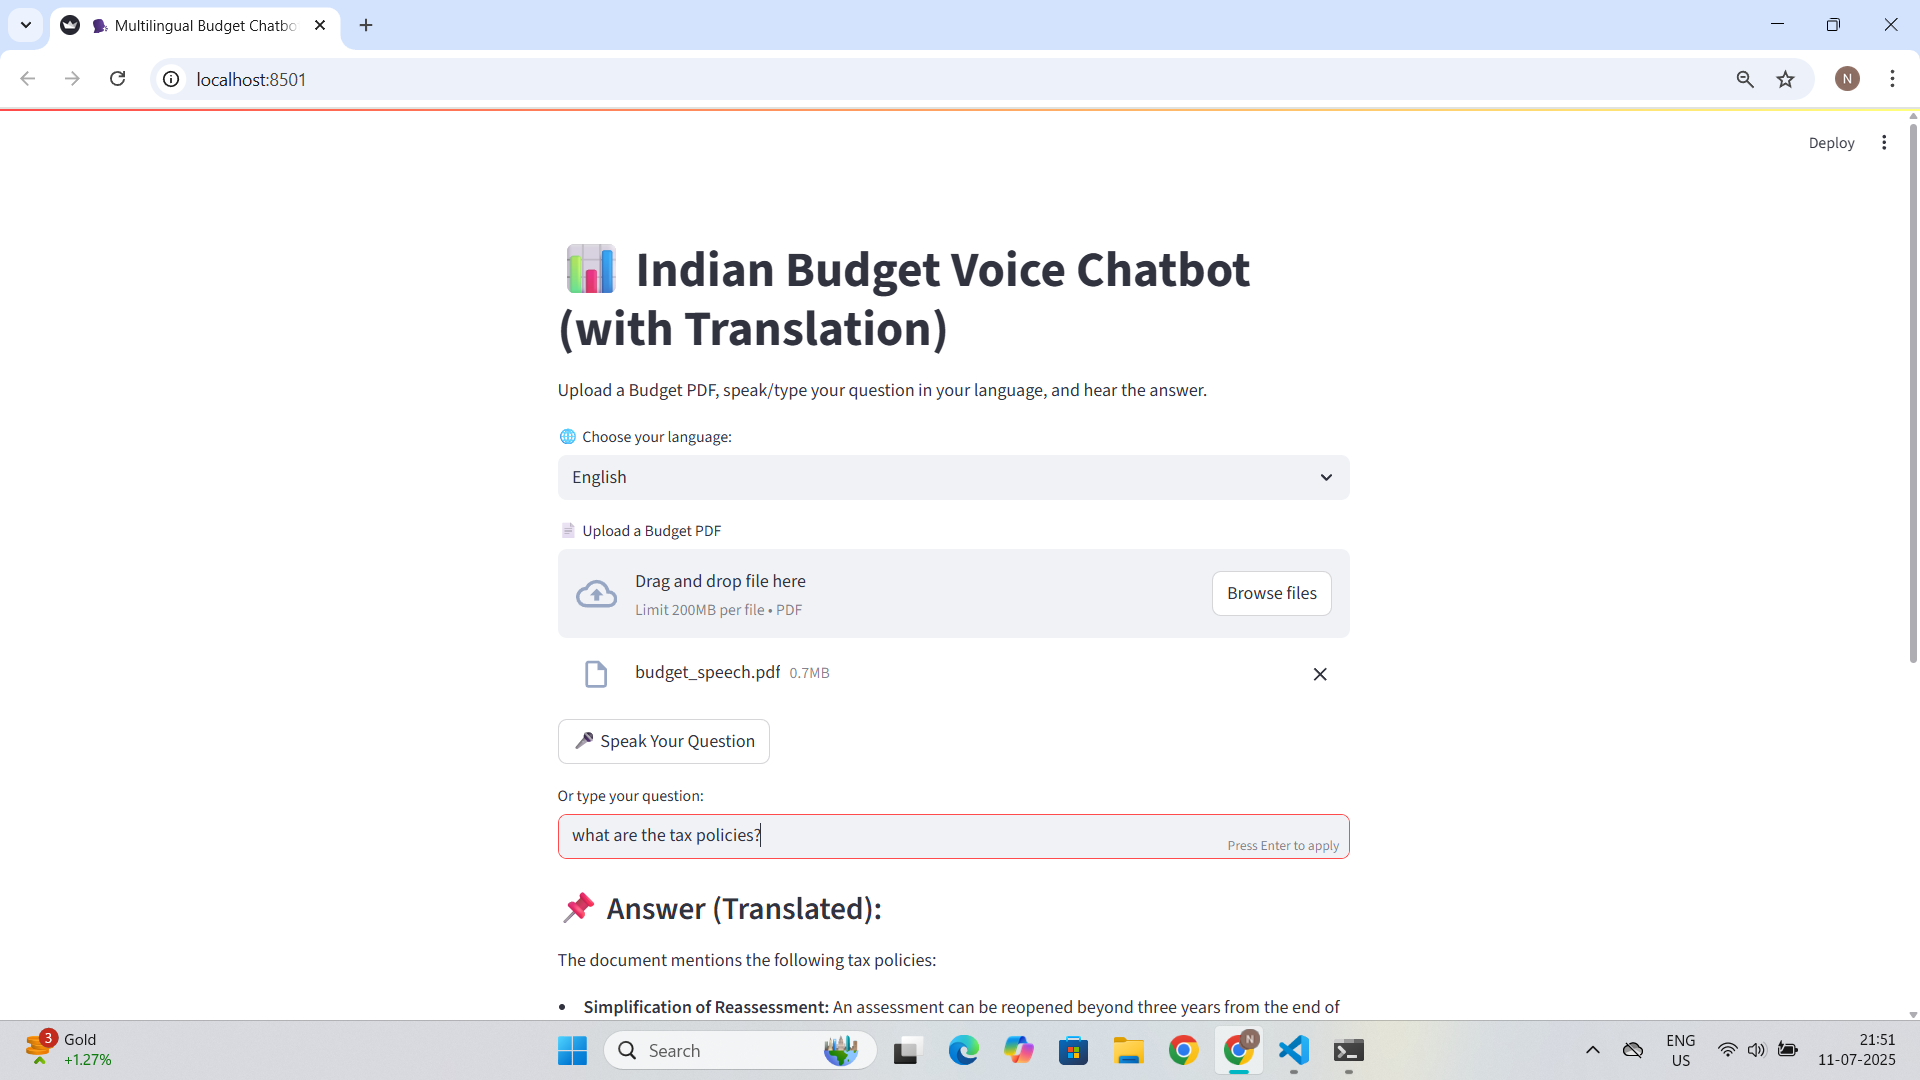 Multilingual Budget Chatbo
localhost:8501
N
Deploy
Indian Budget Voice Chatbot
(with Translation)
Upload a Budget PDF, speak/type your question in your language, and hear the answer.
Choose your language:
English
Upload a Budget PDF
Drag and drop file here
Limit 200MB per file • PDF
Browse files
budget_speech.pdf 0.7MB
Speak Your Question
Or type your question:
what are the tax policies?
Press Enter to apply
Answer (Translated):
The document mentions the following tax policies:
• Simplification of Reassessment: An assessment can be reopened beyond three years from the end of
3
Gold
+1.27%
Search
N
ENG
US
21:51
11-07-2025